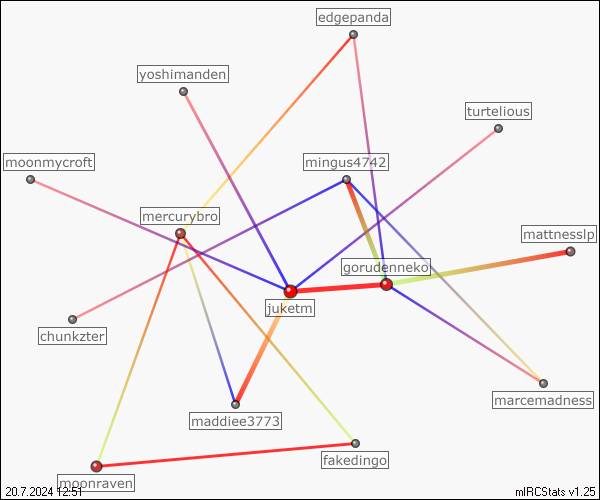 edgepanda
yoshimanden
turtelious
moonmycroft
mingus4742
mercurybro
mattnesslp
gorudenneko
juketm
chunkzter
marcemadness
maddiee3773
fakedingo
moonraven
20.7.2024 12:51
mIRCStats v1.25